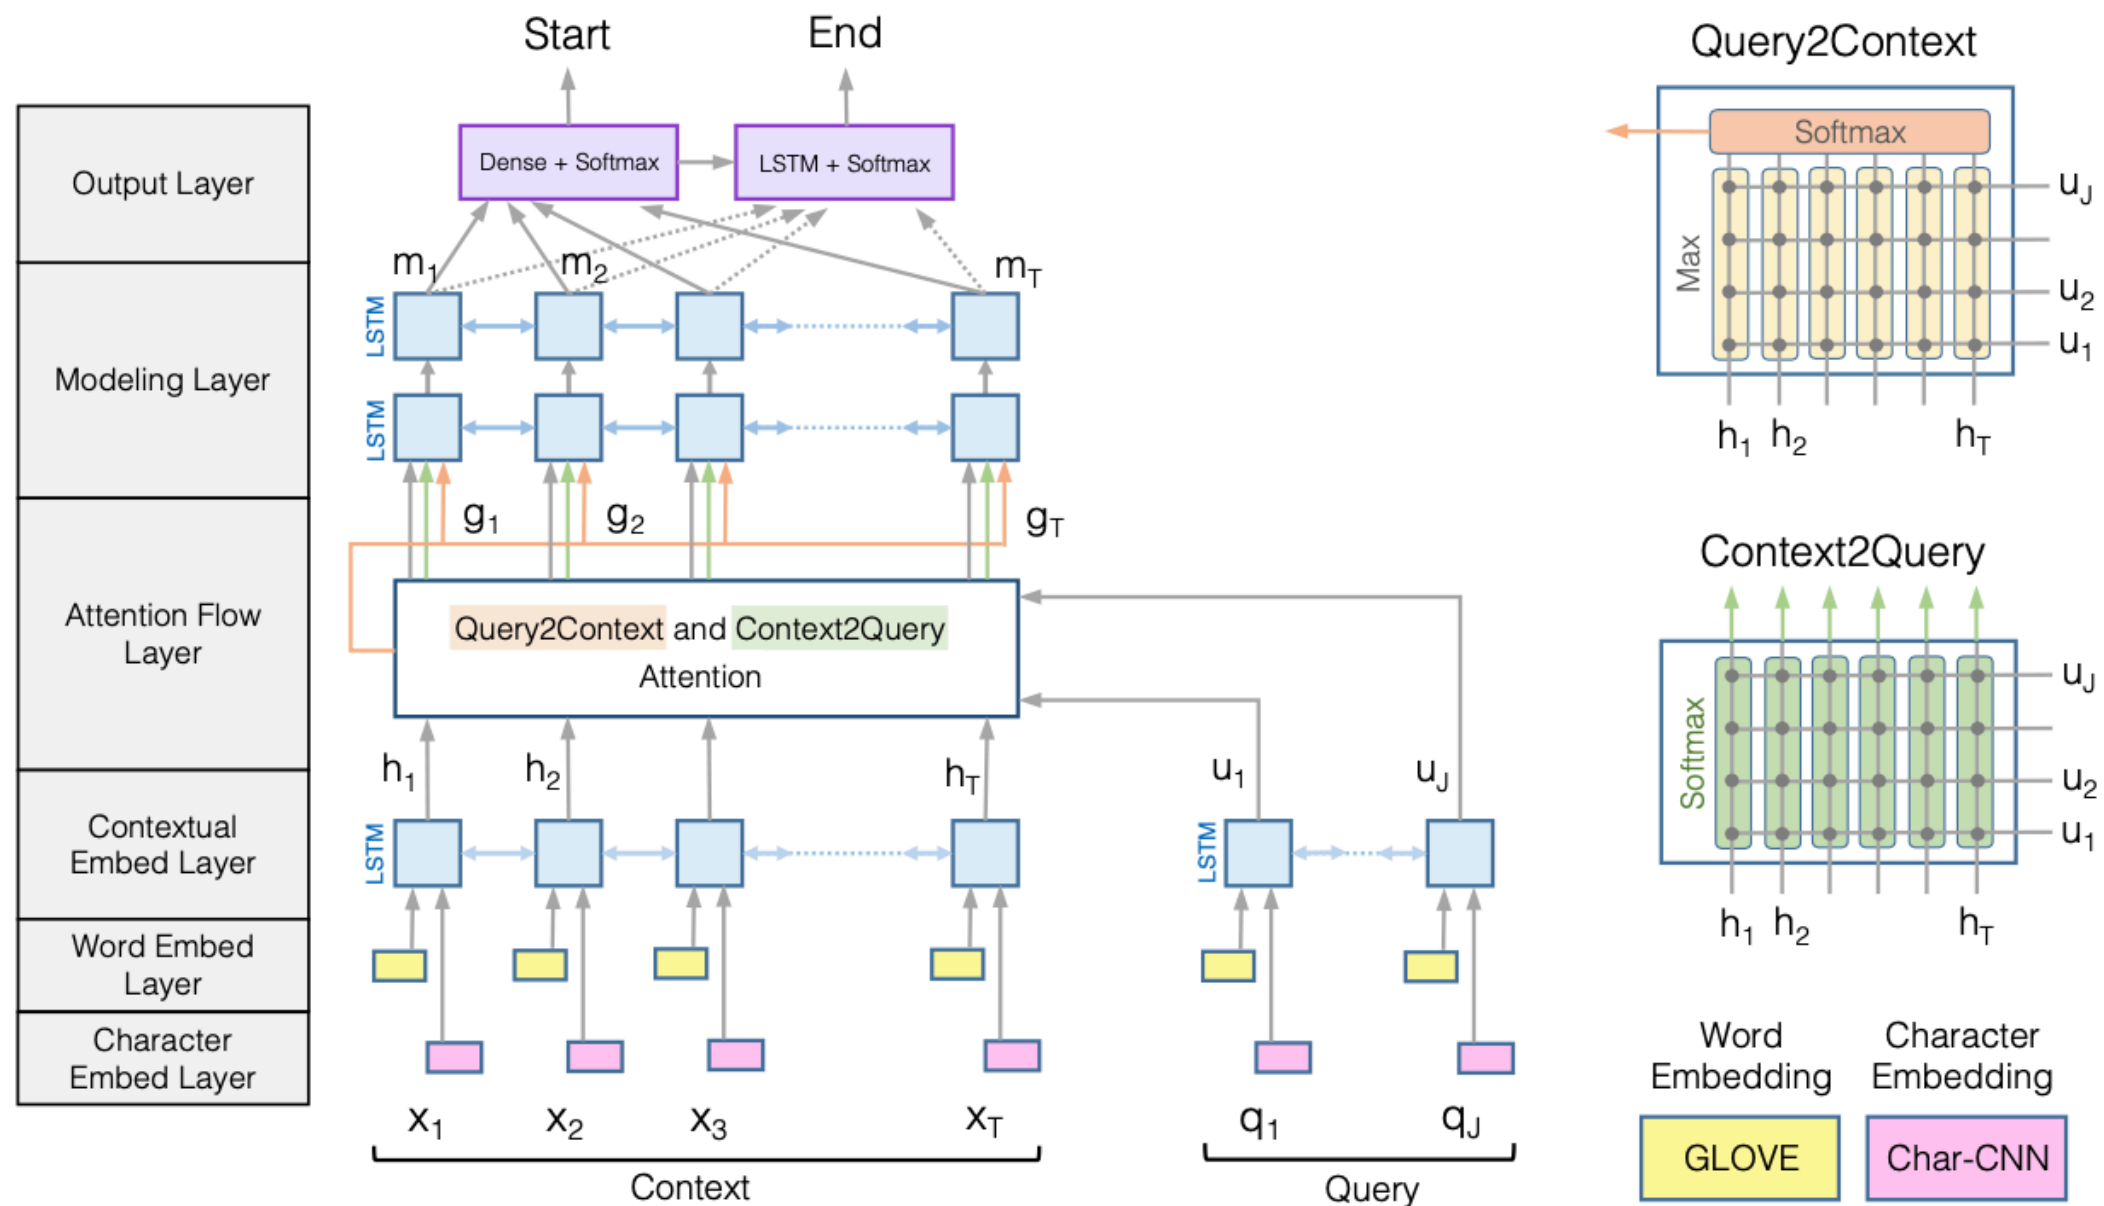 Start
End
Output Layer
Dense + Softmax
LSTM + Softmax
m1
m2
mT
LSTM
Modeling Layer
LSTM
g1
g2
gT
Attention Flow
Layer
Query2Context and Context2Query
Attention
h1
h2
hT
u1
uJ
Contextual
Embed Layer
LSTM
LSTM
Word Embed
Layer
Character
Embed Layer
x1
x2
x3
xT
q1
qJ
Context
Query
Query2Context
Softmax
Max
uJ
u2
u1
h1
h2
hT
Context2Query
Softmax
uJ
u2
u1
h1
h2
hT
Word
Embedding
Character
Embedding
GLOVE
Char-CNN